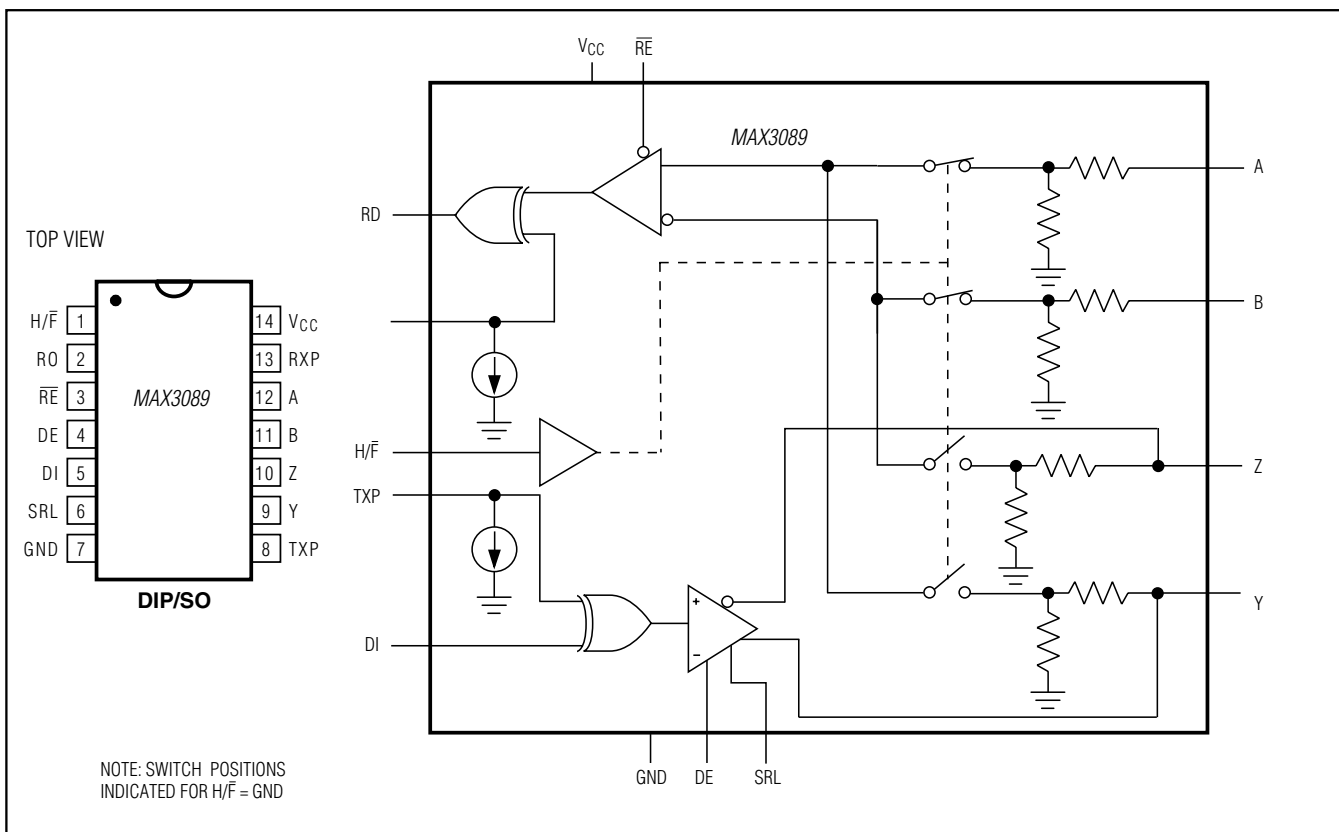 TOP VIEW
H/F̅ 1
RO 2
R̅E̅ 3
DE 4
DI 5
SRL 6
GND 7
MAX3089
14 VCC
13 RXP
12 A
11 B
10 Z
9 Y
8 TXP
DIP/SO
NOTE: SWITCH POSITIONS
INDICATED FOR H/F̅ = GND
VCC
R̅E̅
MAX3089
RD
H/F̅
TXP
DI
+
−
A
B
Z
Y
GND
DE
SRL